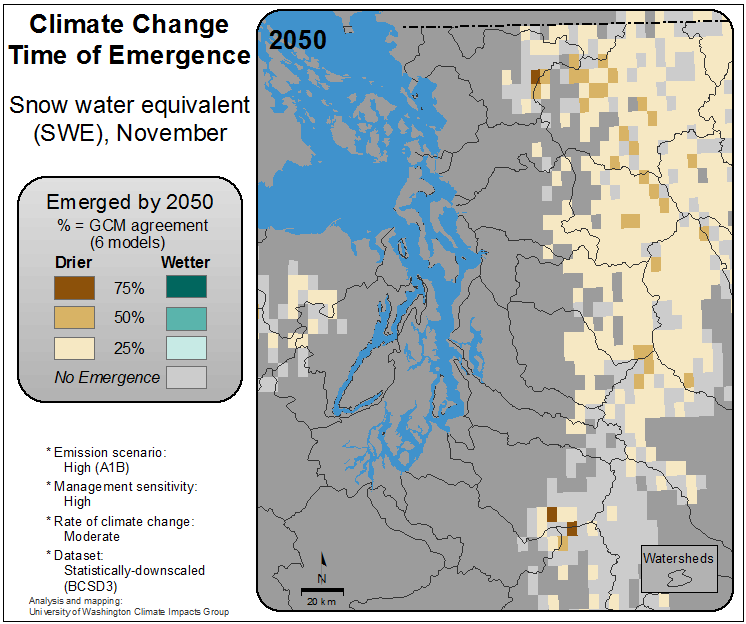 Climate Change
Time of Emergence
Snow water equivalent
(SWE), November
Emerged by 2050
% = GCM agreement
(6 models)
Drier Wetter
75%
50%
25%
No Emergence
* Emission scenario:
High (A1B)
* Management sensitivity:
High
* Rate of climate change:
Moderate
* Dataset:
Statistically-downscaled
(BCSD3)
Analysis and mapping:
University of Washington Climate Impacts Group
2050
N
20 km
Watersheds